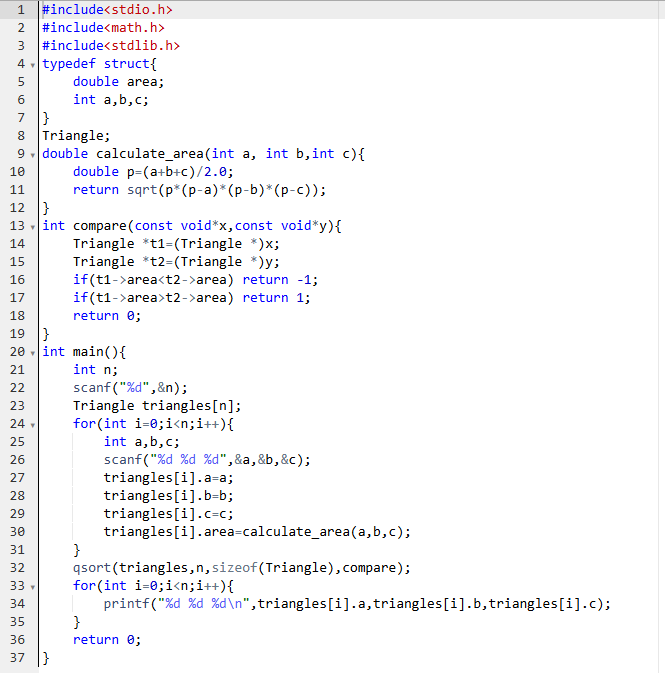 1 #include<stdio.h>
2 #include<math.h>
3 #include<stdlib.h>
4 typedef struct{
5     double area;
6     int a,b,c;
7 }
8 Triangle;
9 double calculate_area(int a, int b,int c){
10     double p=(a+b+c)/2.0;
11     return sqrt(p*(p-a)*(p-b)*(p-c));
12 }
13 int compare(const void*x,const void*y){
14     Triangle *t1=(Triangle *)x;
15     Triangle *t2=(Triangle *)y;
16     if(t1->area<t2->area) return -1;
17     if(t1->area>t2->area) return 1;
18     return 0;
19 }
20 int main(){
21     int n;
22     scanf("%d",&n);
23     Triangle triangles[n];
24     for(int i=0;i<n;i++){
25         int a,b,c;
26         scanf("%d %d %d",&a,&b,&c);
27         triangles[i].a=a;
28         triangles[i].b=b;
29         triangles[i].c=c;
30         triangles[i].area=calculate_area(a,b,c);
31     }
32     qsort(triangles,n,sizeof(Triangle),compare);
33     for(int i=0;i<n;i++){
34         printf("%d %d %d\n",triangles[i].a,triangles[i].b,triangles[i].c);
35     }
36     return 0;
37 }